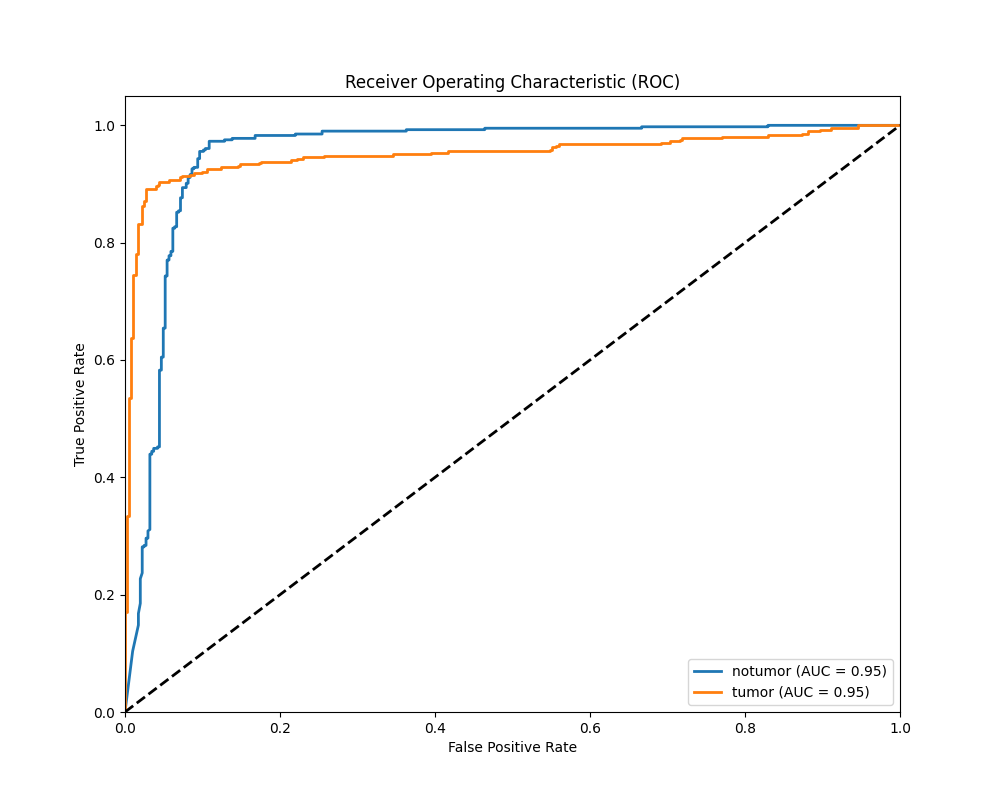 Receiver Operating Characteristic (ROC)
1.0
0.8
0.6
0.4
0.2
0.0
True Positive Rate
notumor (AUC = 0.95)
tumor (AUC = 0.95)
0.0 0.2 0.4 0.6 0.8 1.0
False Positive Rate